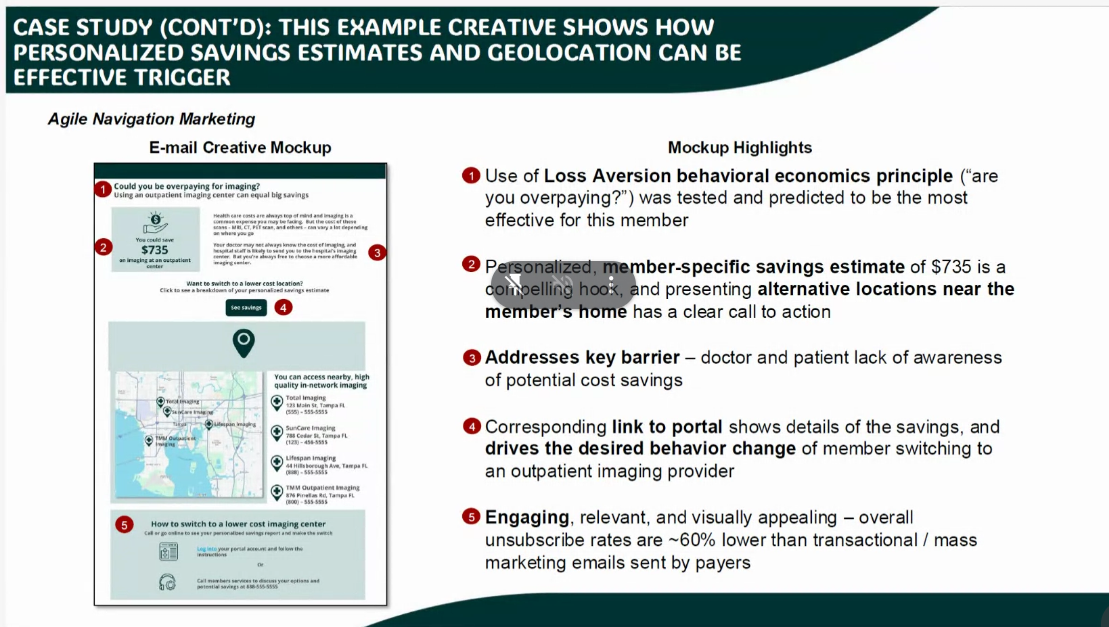 CASE STUDY (CONT'D): THIS EXAMPLE CREATIVE SHOWS HOW
PERSONALIZED SAVINGS ESTIMATES AND GEOLOCATION CAN BE
EFFECTIVE TRIGGER
Agile Navigation Marketing
E-mail Creative Mockup
1
Could you be overpaying for imaging?
Using an outpatient imaging center can equal big savings
2
You could save
$735
on imaging at an outpatient
center
Health care costs are always top of mind and imaging is a
common expense you may be facing. But the cost of these
scans - MRI, CT, PET scan, and others - can vary a lot depending
on where you go
Your doctor may not always know the cost of imaging, and
hospital staff is likely to send you to the hospital's imaging
center. But you're always free to choose a more affordable
imaging center.
3
Want to switch to a lower cost location?
Click to see a breakdown of your personalized savings estimate
See savings
4
Total Imaging
SunCare Imaging
Lifespan Imaging
TMM Outpatient
Imaging
You can access nearby, high
quality in-network imaging
Total Imaging
123 Main St, Tampa FL
(555) - 555-5555
SunCare Imaging
788 Cedar St, Tampa FL
(123) - 456-5555
Lifespan Imaging
44 Hillsborough Ave, Tampa FL
(888) - 555-5555
TMM Outpatient Imaging
876 Pinellas Rd, Tampa FL
(800) - 555-5555
5
How to switch to a lower cost imaging center
Call or go online to see your personalized savings report and make the switch
Log into your portal account and follow the
instructions
Or
Call members services to discuss your options and
potential savings at 888-555-5555
Mockup Highlights
1 Use of Loss Aversion behavioral economics principle ("are
you overpaying?") was tested and predicted to be the most
effective for this member
2 Personalized, member-specific savings estimate of $735 is a
compelling hook, and presenting alternative locations near the
member's home has a clear call to action
3 Addresses key barrier – doctor and patient lack of awareness
of potential cost savings
4 Corresponding link to portal shows details of the savings, and
drives the desired behavior change of member switching to
an outpatient imaging provider
5 Engaging, relevant, and visually appealing – overall
unsubscribe rates are ~60% lower than transactional / mass
marketing emails sent by payers